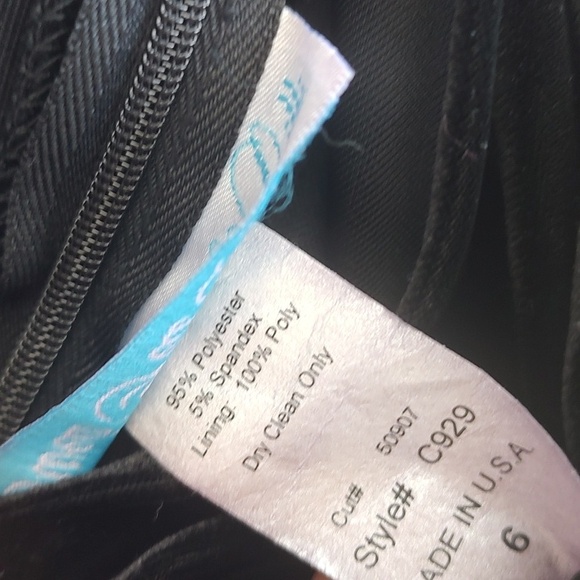 95% Polyester
5% Spandex
Lining: 100% Poly
Dry Clean Only
Cut# 50907
Style# C929
ADE IN U.S.A
6